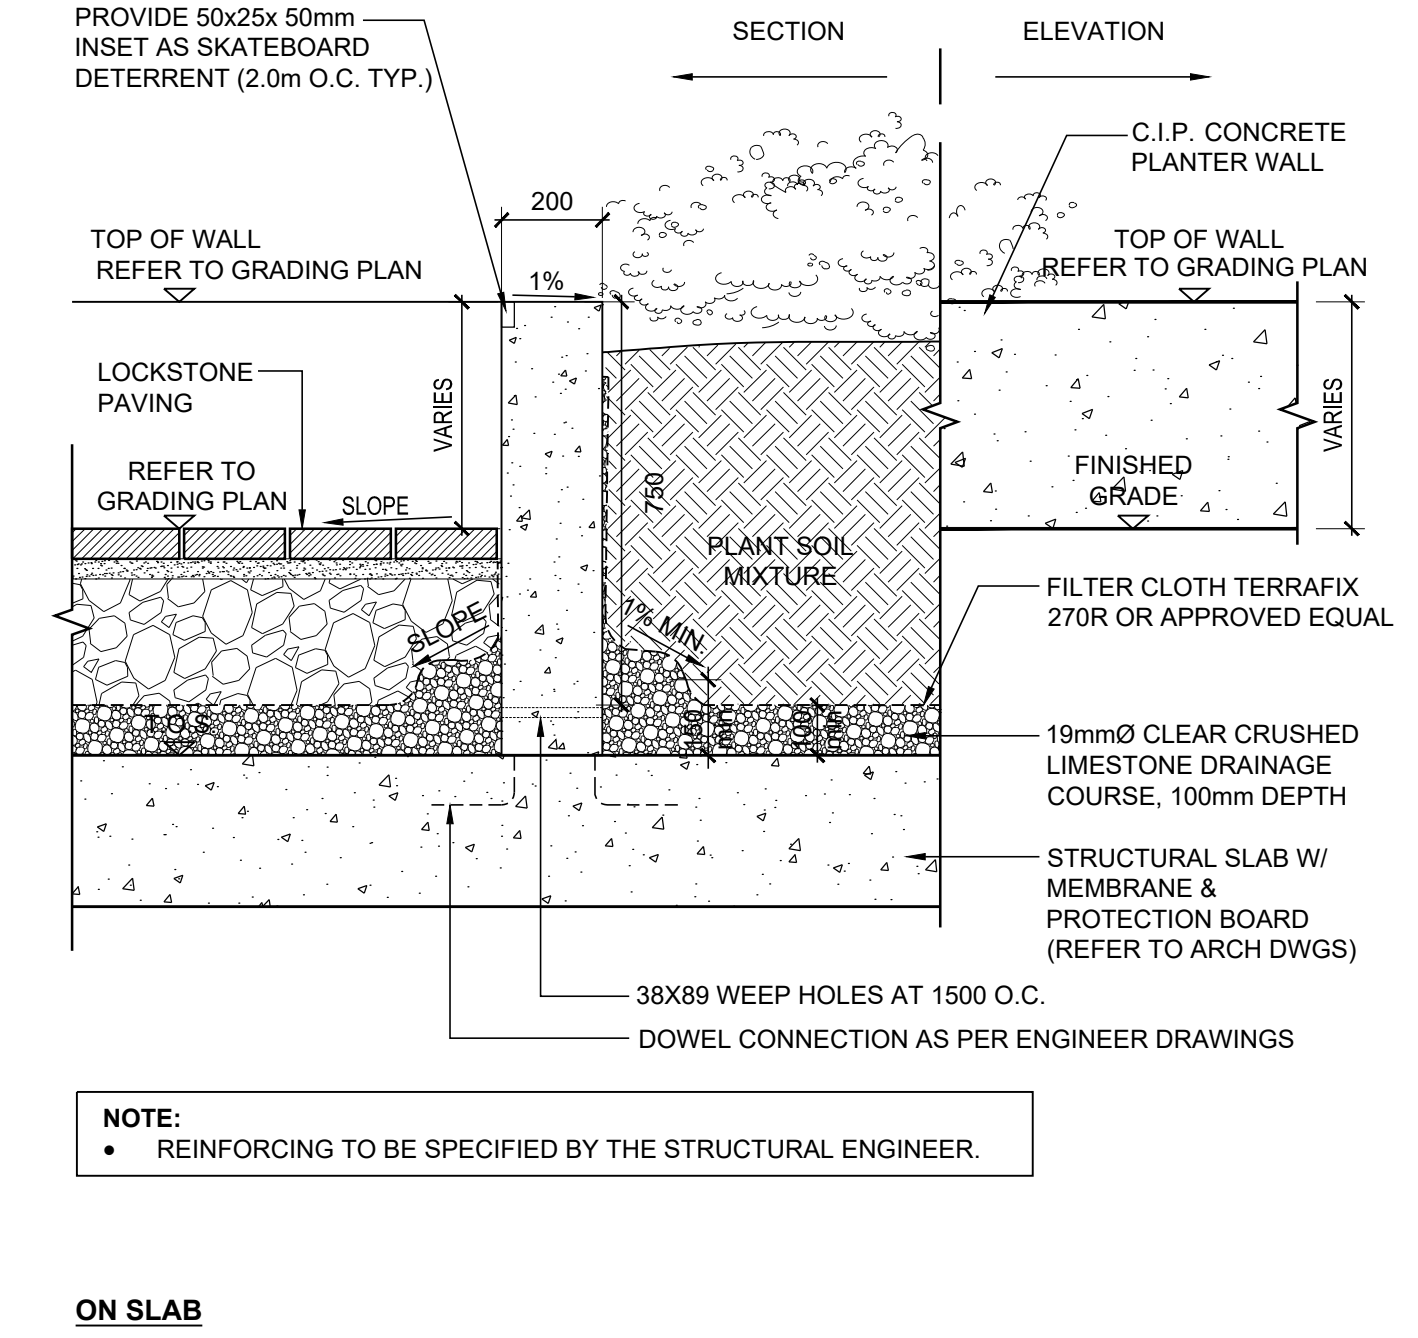 PROVIDE 50x25x 50mm
INSET AS SKATEBOARD
DETERRENT (2.0m O.C. TYP.)
SECTION
ELEVATION
C.I.P. CONCRETE
PLANTER WALL
200
1%
TOP OF WALL
REFER TO GRADING PLAN
TOP OF WALL
REFER TO GRADING PLAN
LOCKSTONE
PAVING
VARIES
VARIES
REFER TO
GRADING PLAN
SLOPE
750
FINISHED
GRADE
PLANT SOIL
MIXTURE
SLOPE
1% MIN.
FILTER CLOTH TERRAFIX
270R OR APPROVED EQUAL
T.O.S.
150
min
100
min
19mmØ CLEAR CRUSHED
LIMESTONE DRAINAGE
COURSE, 100mm DEPTH
STRUCTURAL SLAB W/
MEMBRANE &
PROTECTION BOARD
(REFER TO ARCH DWGS)
38X89 WEEP HOLES AT 1500 O.C.
DOWEL CONNECTION AS PER ENGINEER DRAWINGS
NOTE:
• REINFORCING TO BE SPECIFIED BY THE STRUCTURAL ENGINEER.
ON SLAB